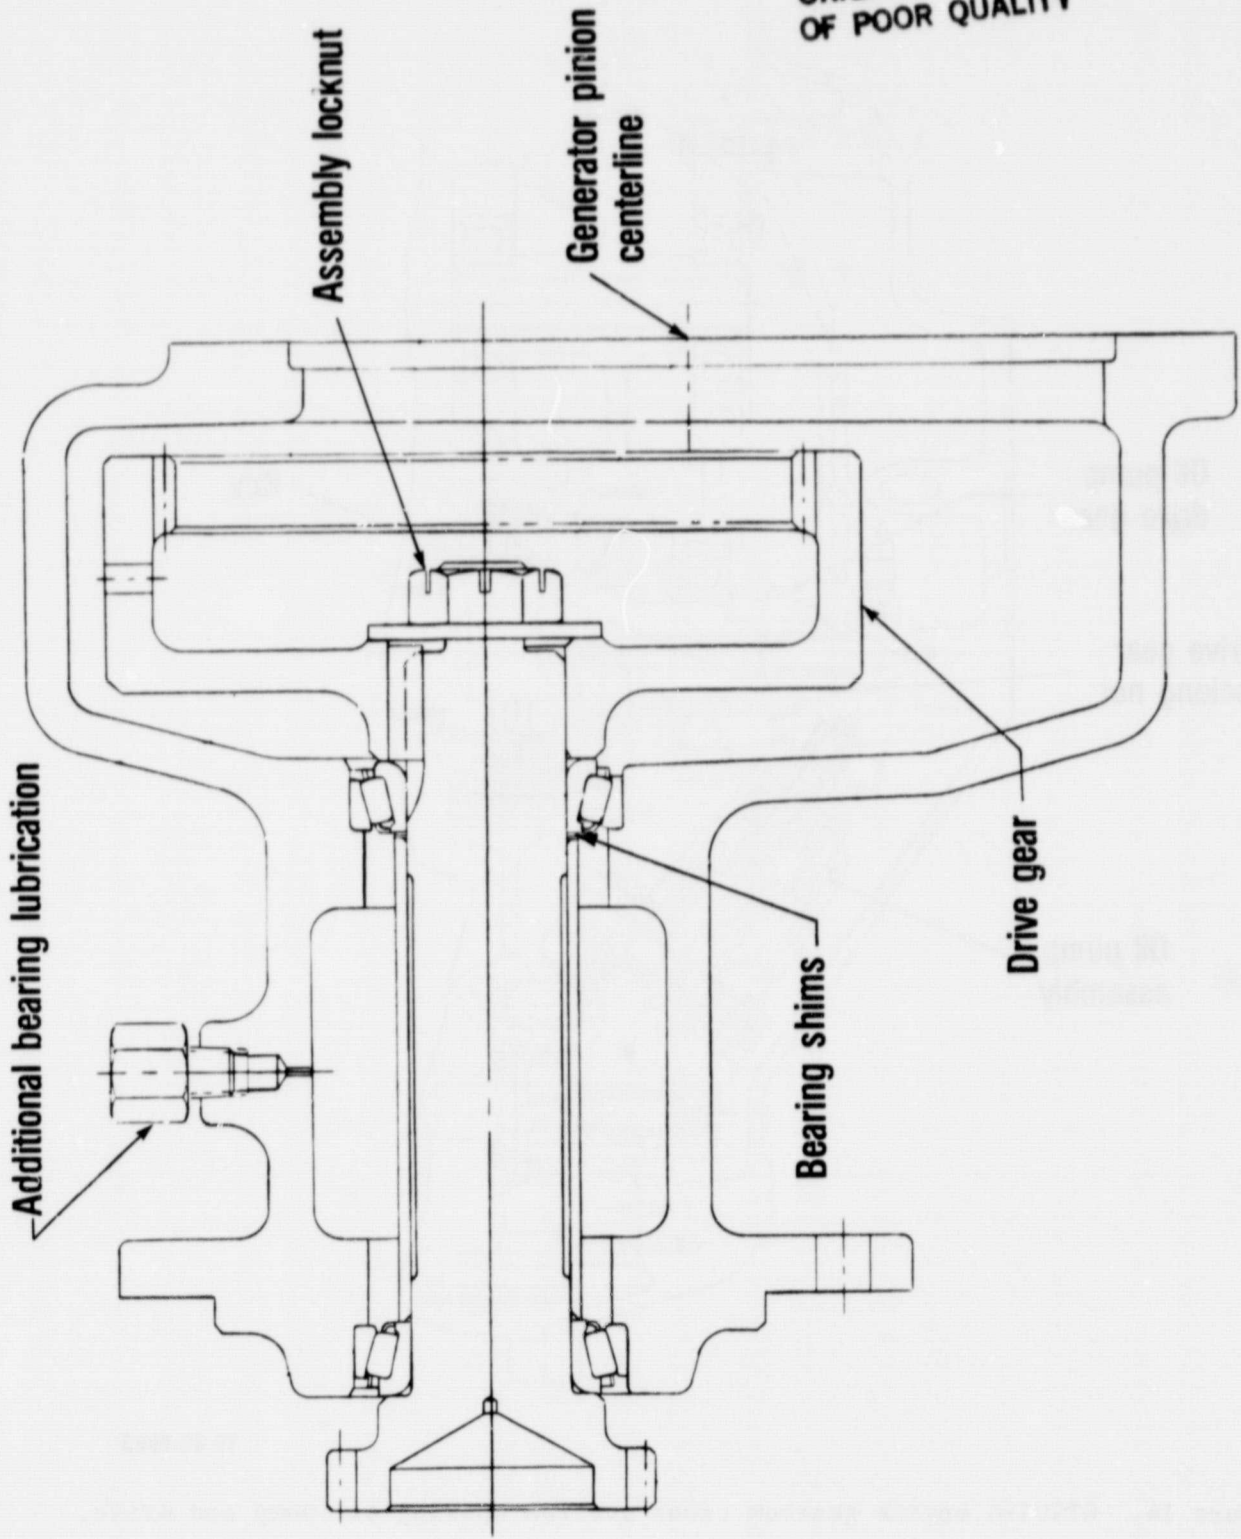 OF POOR QUALITY
Assembly locknut
Generator pinion
centerline
Additional bearing lubrication
Bearing shims
Drive gear